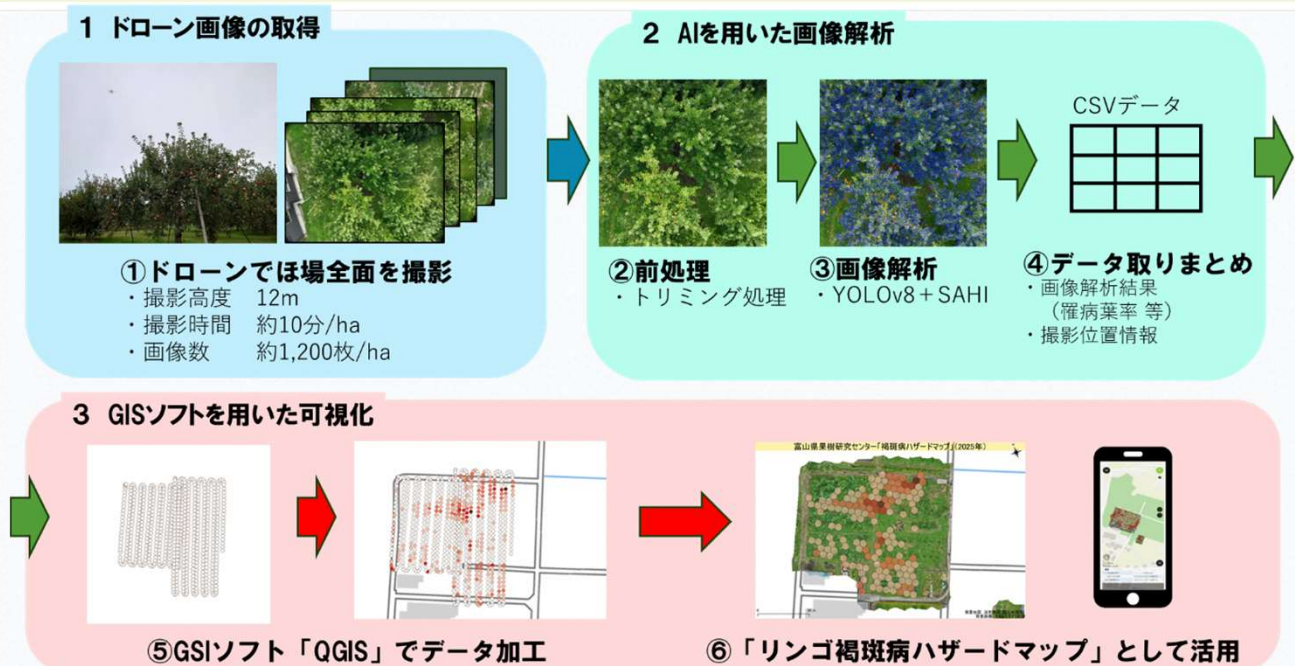 1 ドローン画像の取得
①ドローンでほ場全面を撮影
・撮影高度 12m
・撮影時間 約10分/ha
・画像数 約1,200枚/ha
2 AIを用いた画像解析
②前処理
・トリミング処理
③画像解析
・YOLOv8+SAHI
CSVデータ
④データ取りまとめ
・画像解析結果
（罹病葉率 等）
・撮影位置情報
3 GISソフトを用いた可視化
⑤GSIソフト「QGIS」でデータ加工
富山県果樹研究センター「褐斑病ハザードマップ」(2025年)
⑥「リンゴ褐斑病ハザードマップ」として活用